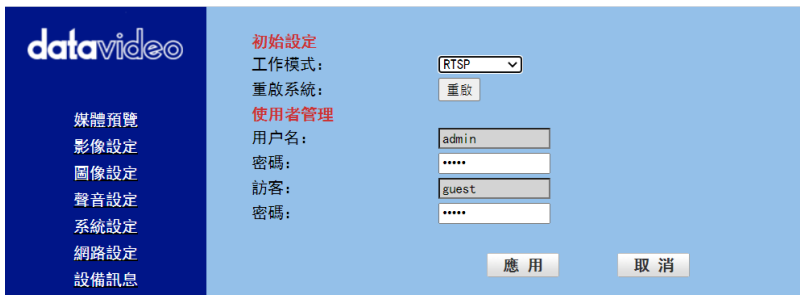 datavideo
媒體預覽
影像設定
圖像設定
聲音設定
系統設定
網路設定
設備訊息
初始設定
工作模式： RTSP
重啟系統： 重啟
使用者管理
用户名： admin
密碼： •••••
訪客： guest
密碼： •••••
應用 取消